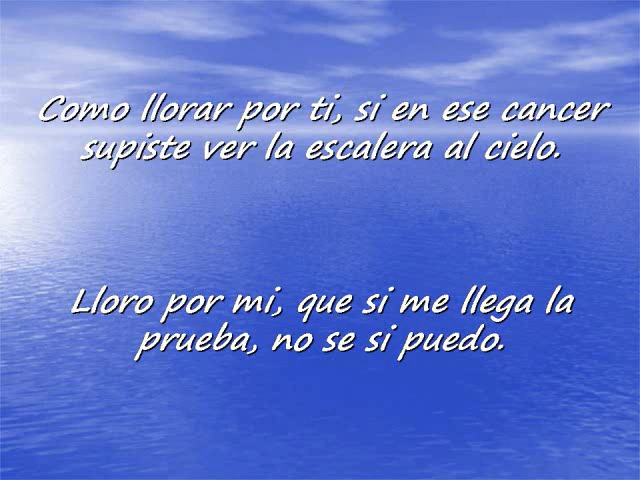 Como llorar por ti, si en ese cancer
supiste ver la escalera al cielo.
Lloro por mi, que si me llega la
prueba, no se si puedo.